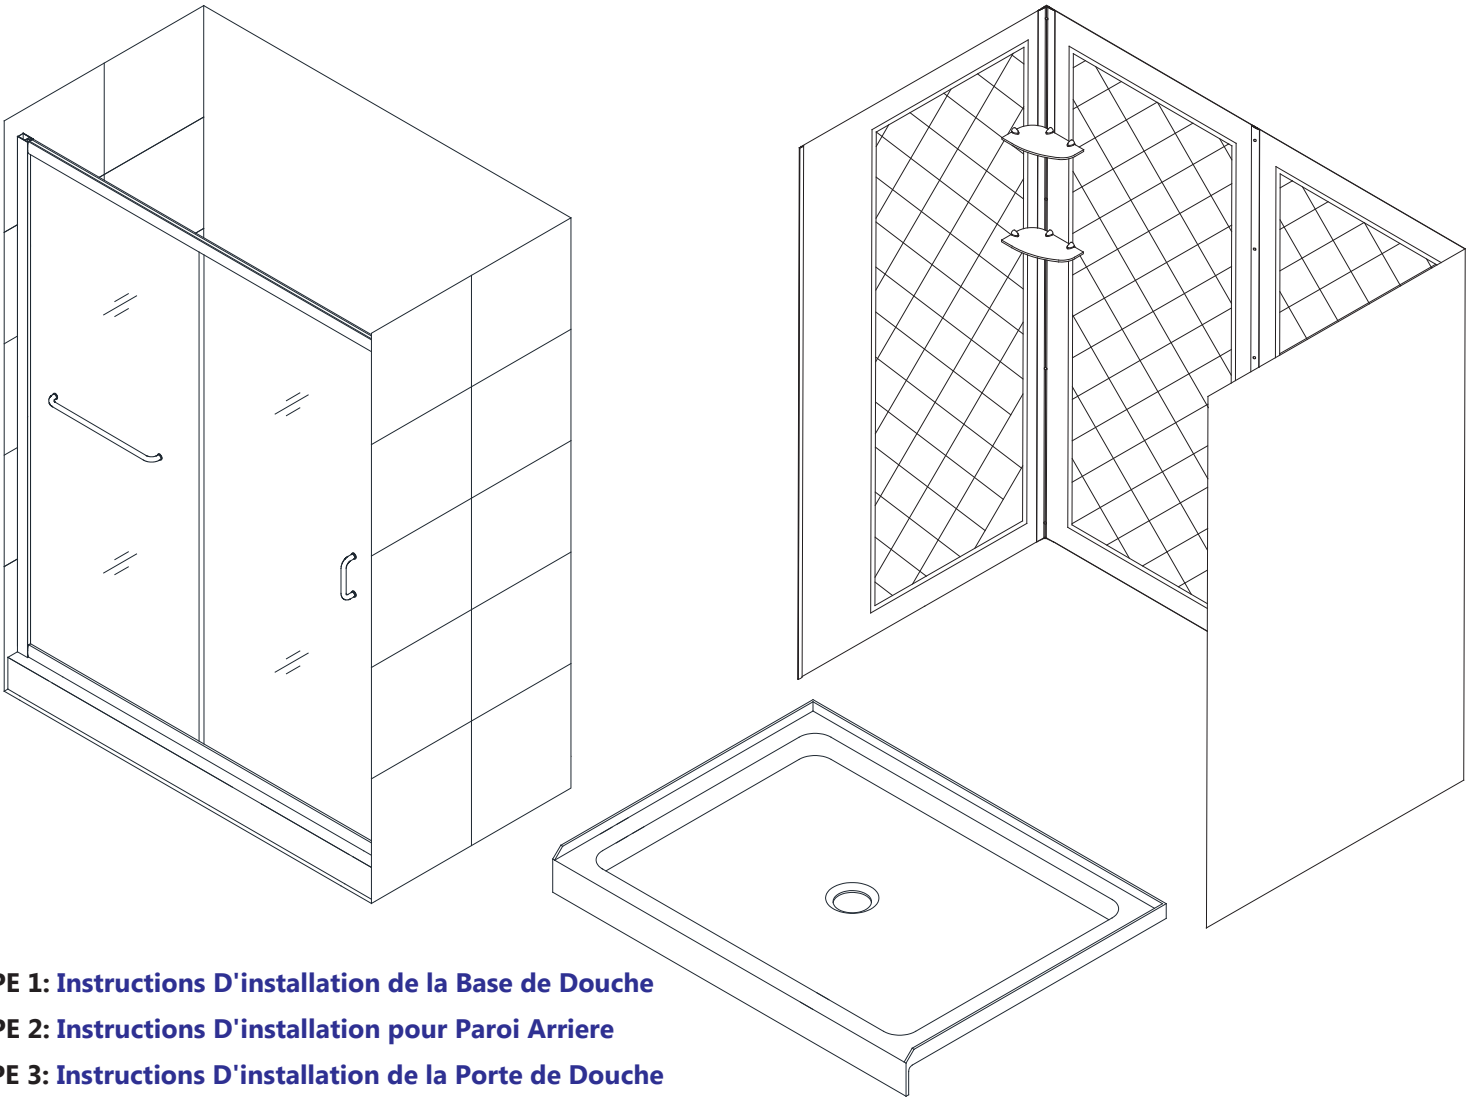 PE 1: Instructions D'installation de la Base de Douche
PE 2: Instructions D'installation pour Paroi Arriere
PE 3: Instructions D'installation de la Porte de Douche